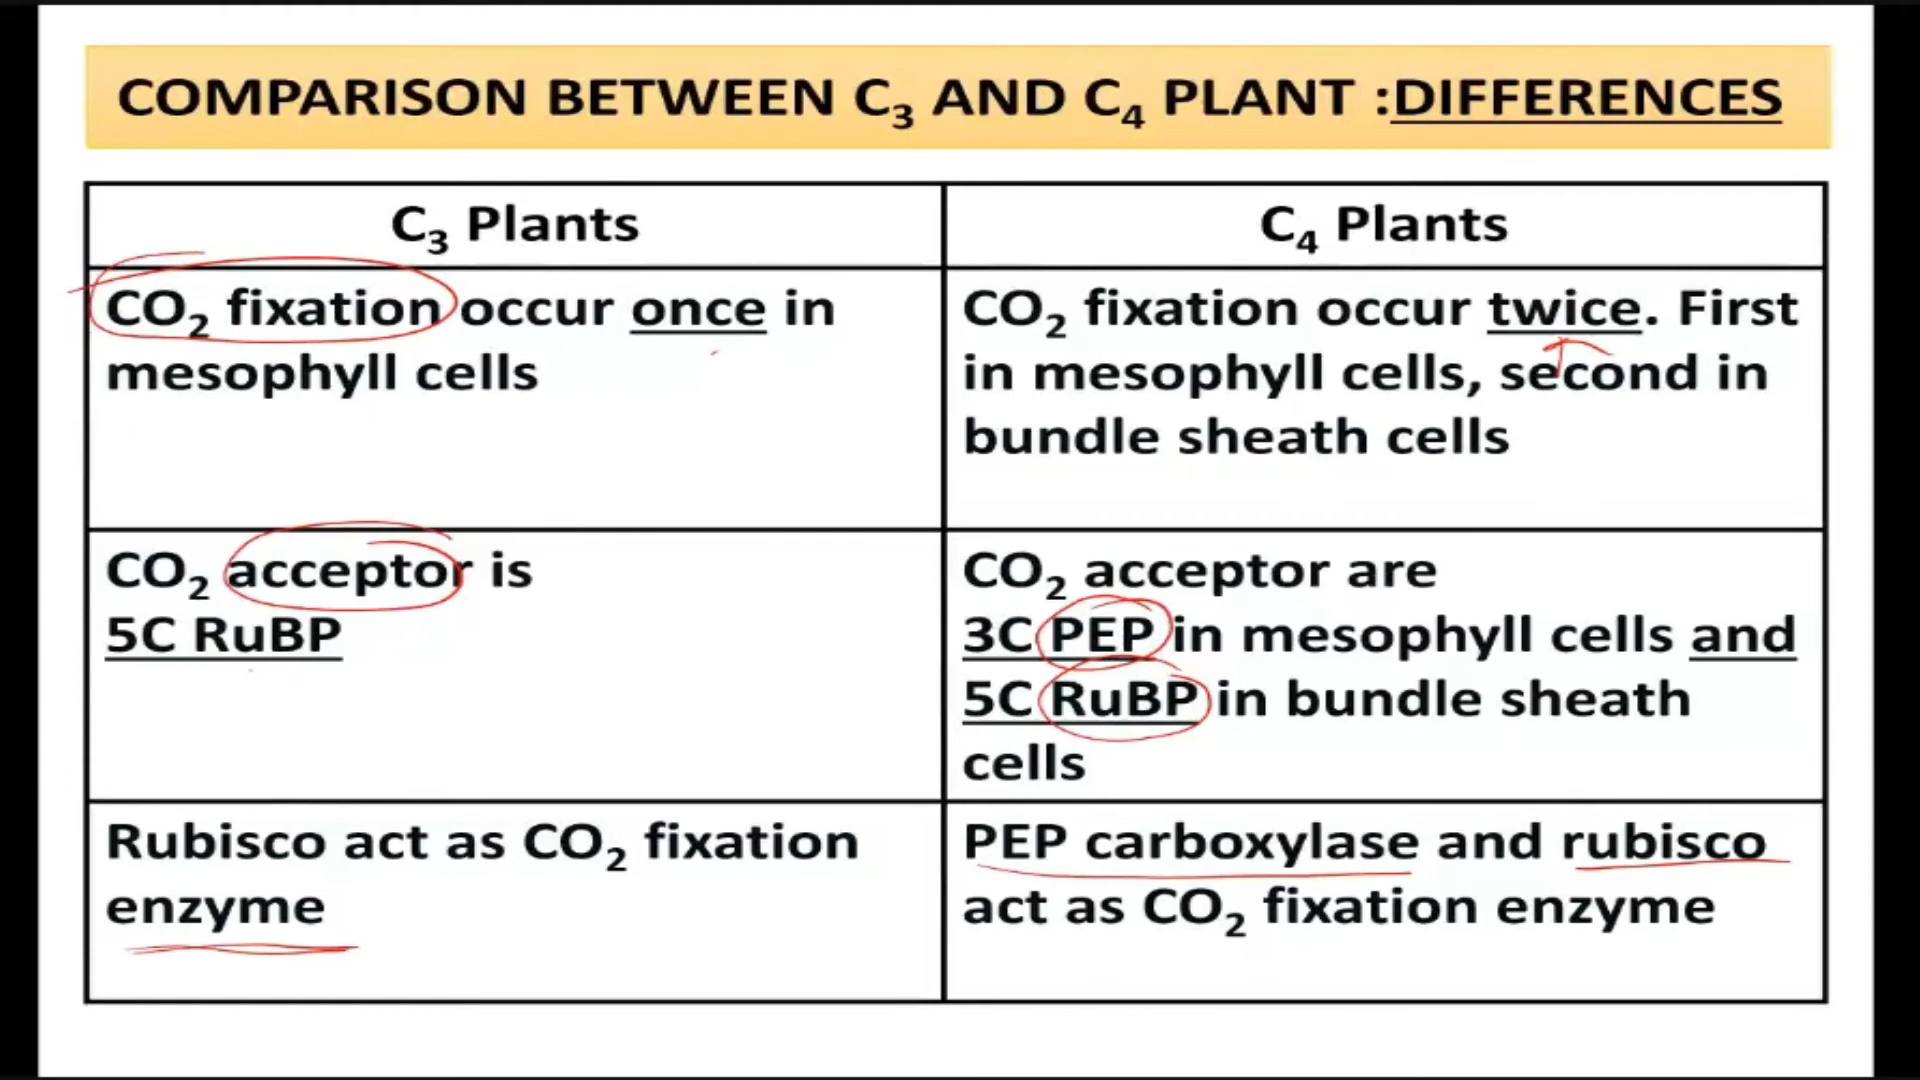 COMPARISON BETWEEN C₃ AND C₄ PLANT :DIFFERENCES
C₃ Plants
C₄ Plants
CO₂ fixation occur once in
mesophyll cells
CO₂ fixation occur twice. First
in mesophyll cells, second in
bundle sheath cells
CO₂ acceptor is
5C RuBP
CO₂ acceptor are
3C PEP in mesophyll cells and
5C RuBP in bundle sheath
cells
Rubisco act as CO₂ fixation
enzyme
PEP carboxylase and rubisco
act as CO₂ fixation enzyme